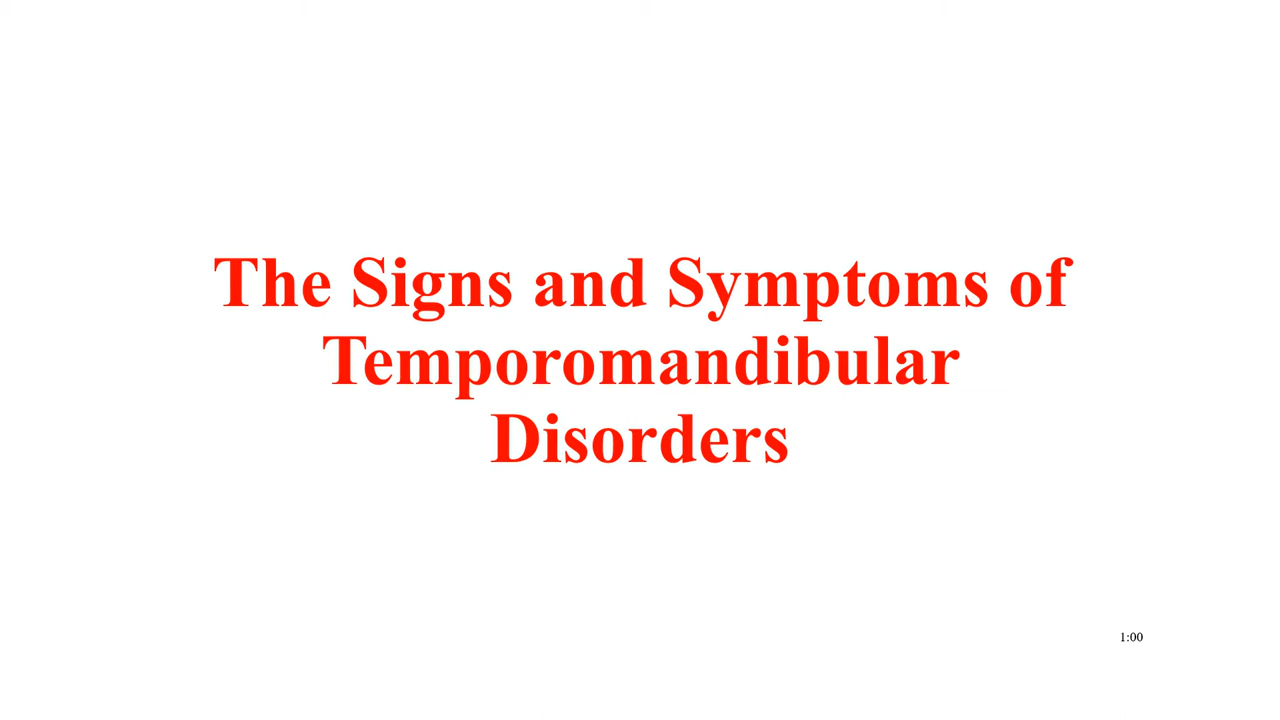 The Signs and Symptoms of
Temporomandibular
Disorders
1:00